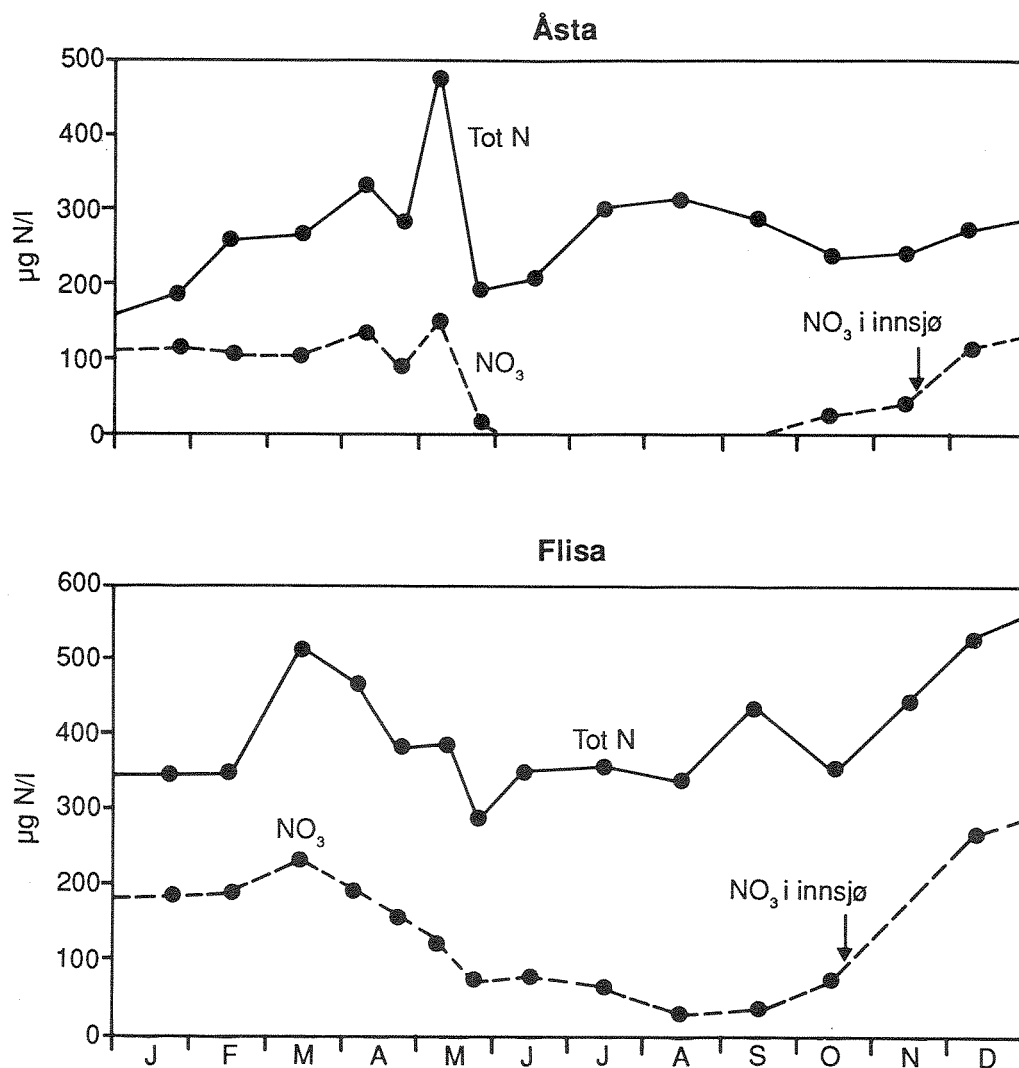 Åsta
500
400
300
200
100
0
µg N/l
Tot N
NO₃
NO₃ i innsjø
Flisa
600
500
400
300
200
100
0
µg N/l
Tot N
NO₃
NO₃ i innsjø
J F M A M J J A S O N D